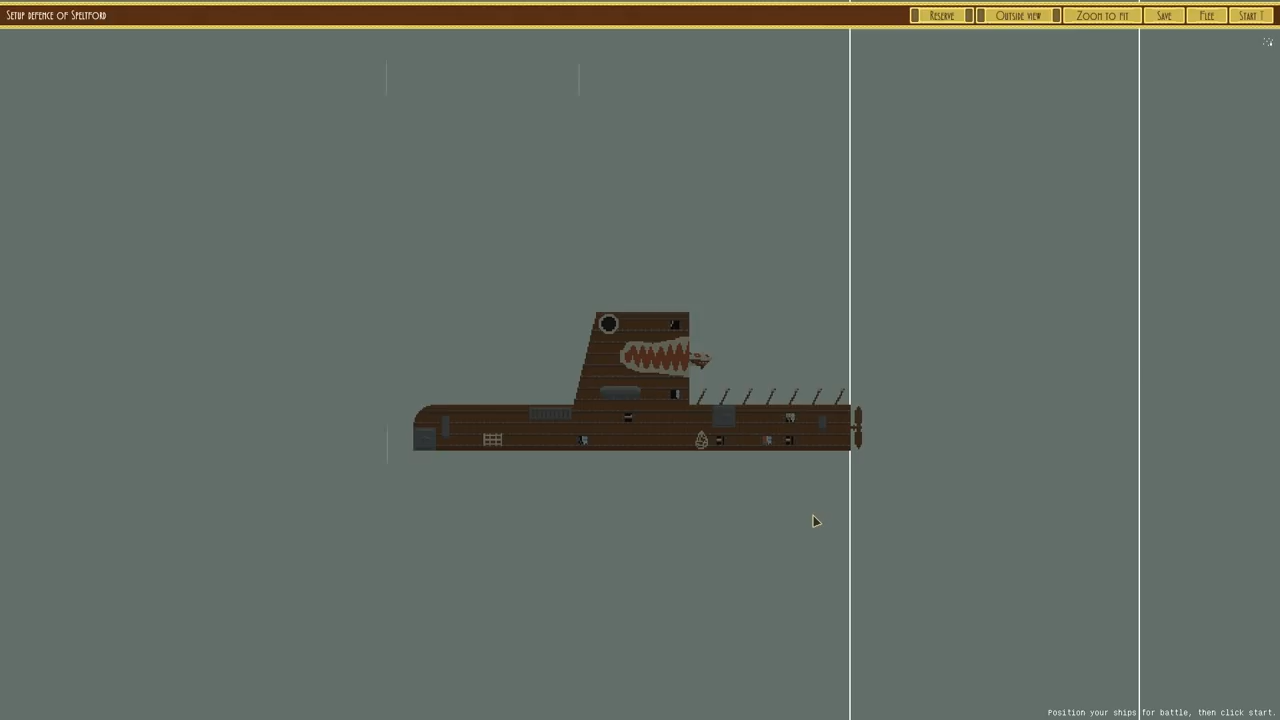 Setup defence of Speltford
Reserve
Outside view
Zoom to fit
Save
Flee
Start !
Position your ships for battle, then click start.